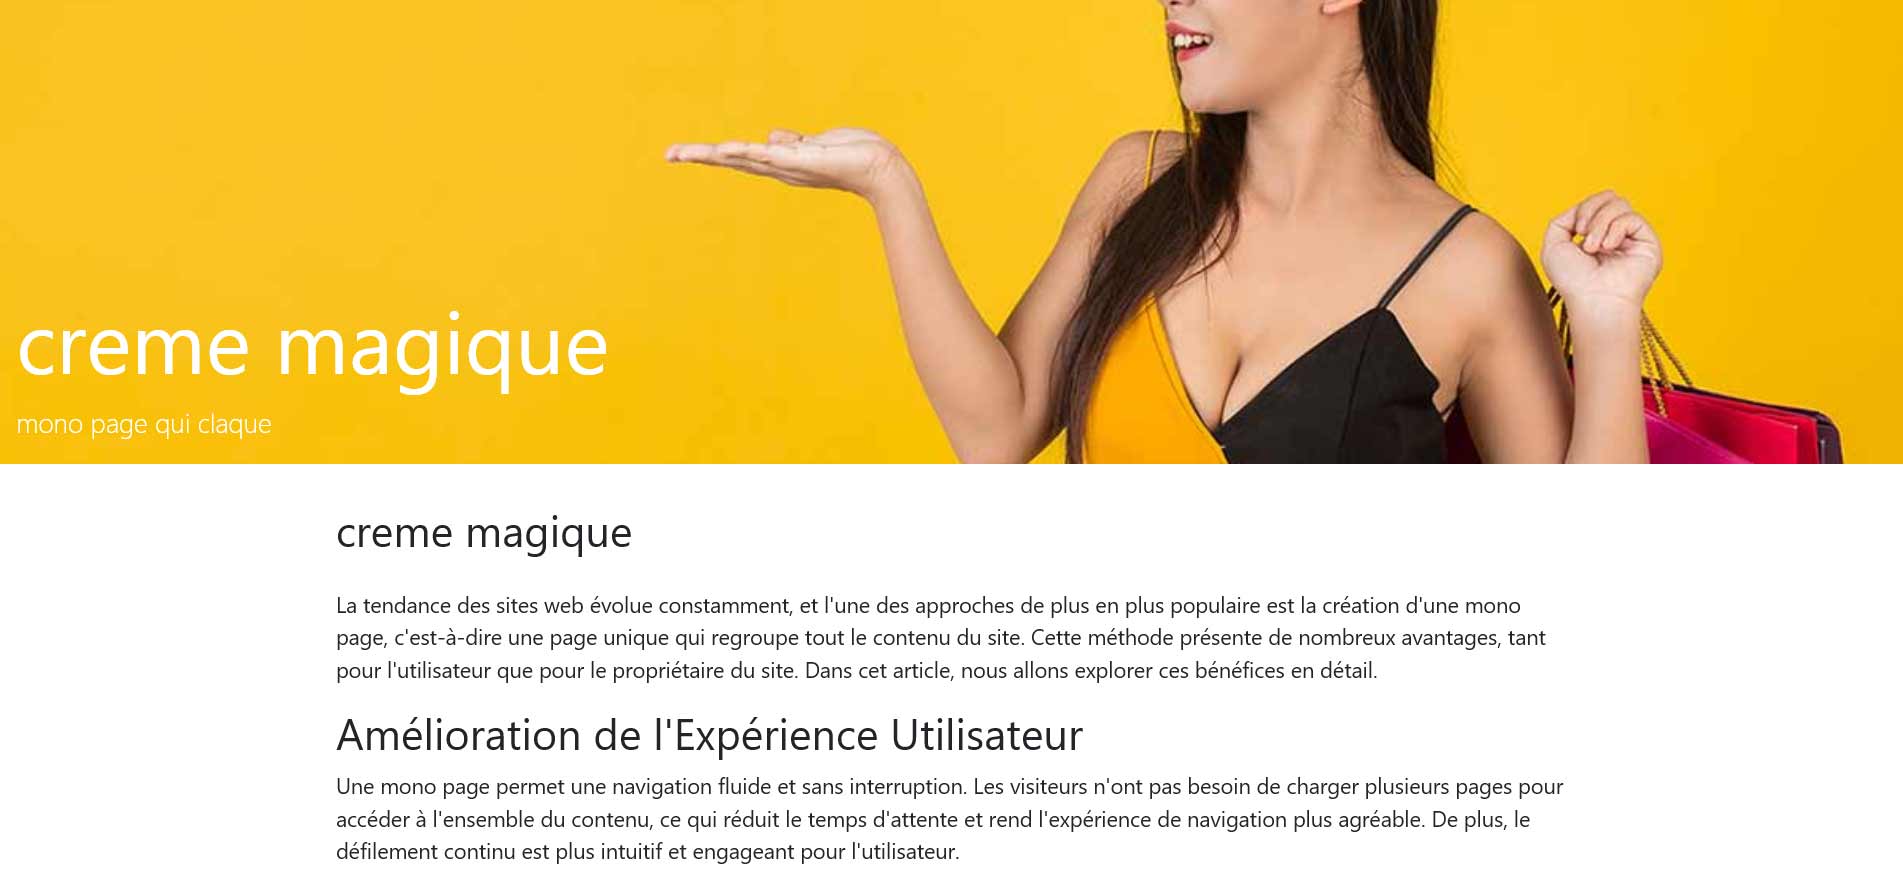 creme magique
mono page qui claque
creme magique
La tendance des sites web évolue constamment, et l'une des approches de plus en plus populaire est la création d'une mono
page, c'est-à-dire une page unique qui regroupe tout le contenu du site. Cette méthode présente de nombreux avantages, tant
pour l'utilisateur que pour le propriétaire du site. Dans cet article, nous allons explorer ces bénéfices en détail.
Amélioration de l'Expérience Utilisateur
Une mono page permet une navigation fluide et sans interruption. Les visiteurs n'ont pas besoin de charger plusieurs pages pour
accéder à l'ensemble du contenu, ce qui réduit le temps d'attente et rend l'expérience de navigation plus agréable. De plus, le
défilement continu est plus intuitif et engageant pour l'utilisateur.